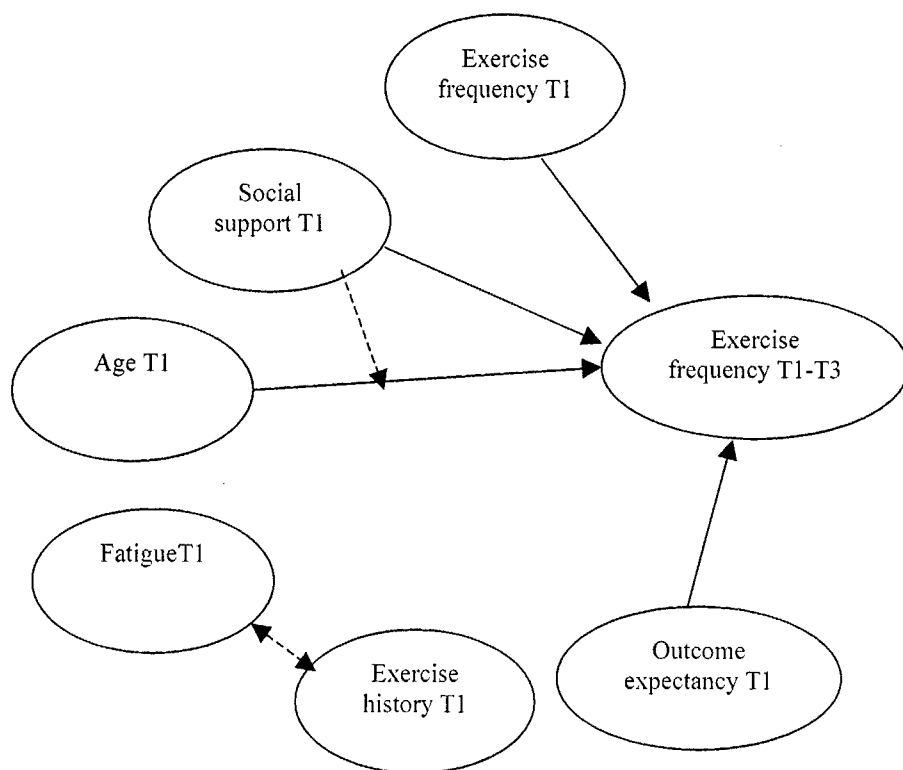 Exercise
frequency T1
Social
support T1
Age T1
Exercise
frequency T1-T3
FatigueT1
Exercise
history T1
Outcome
expectancy T1